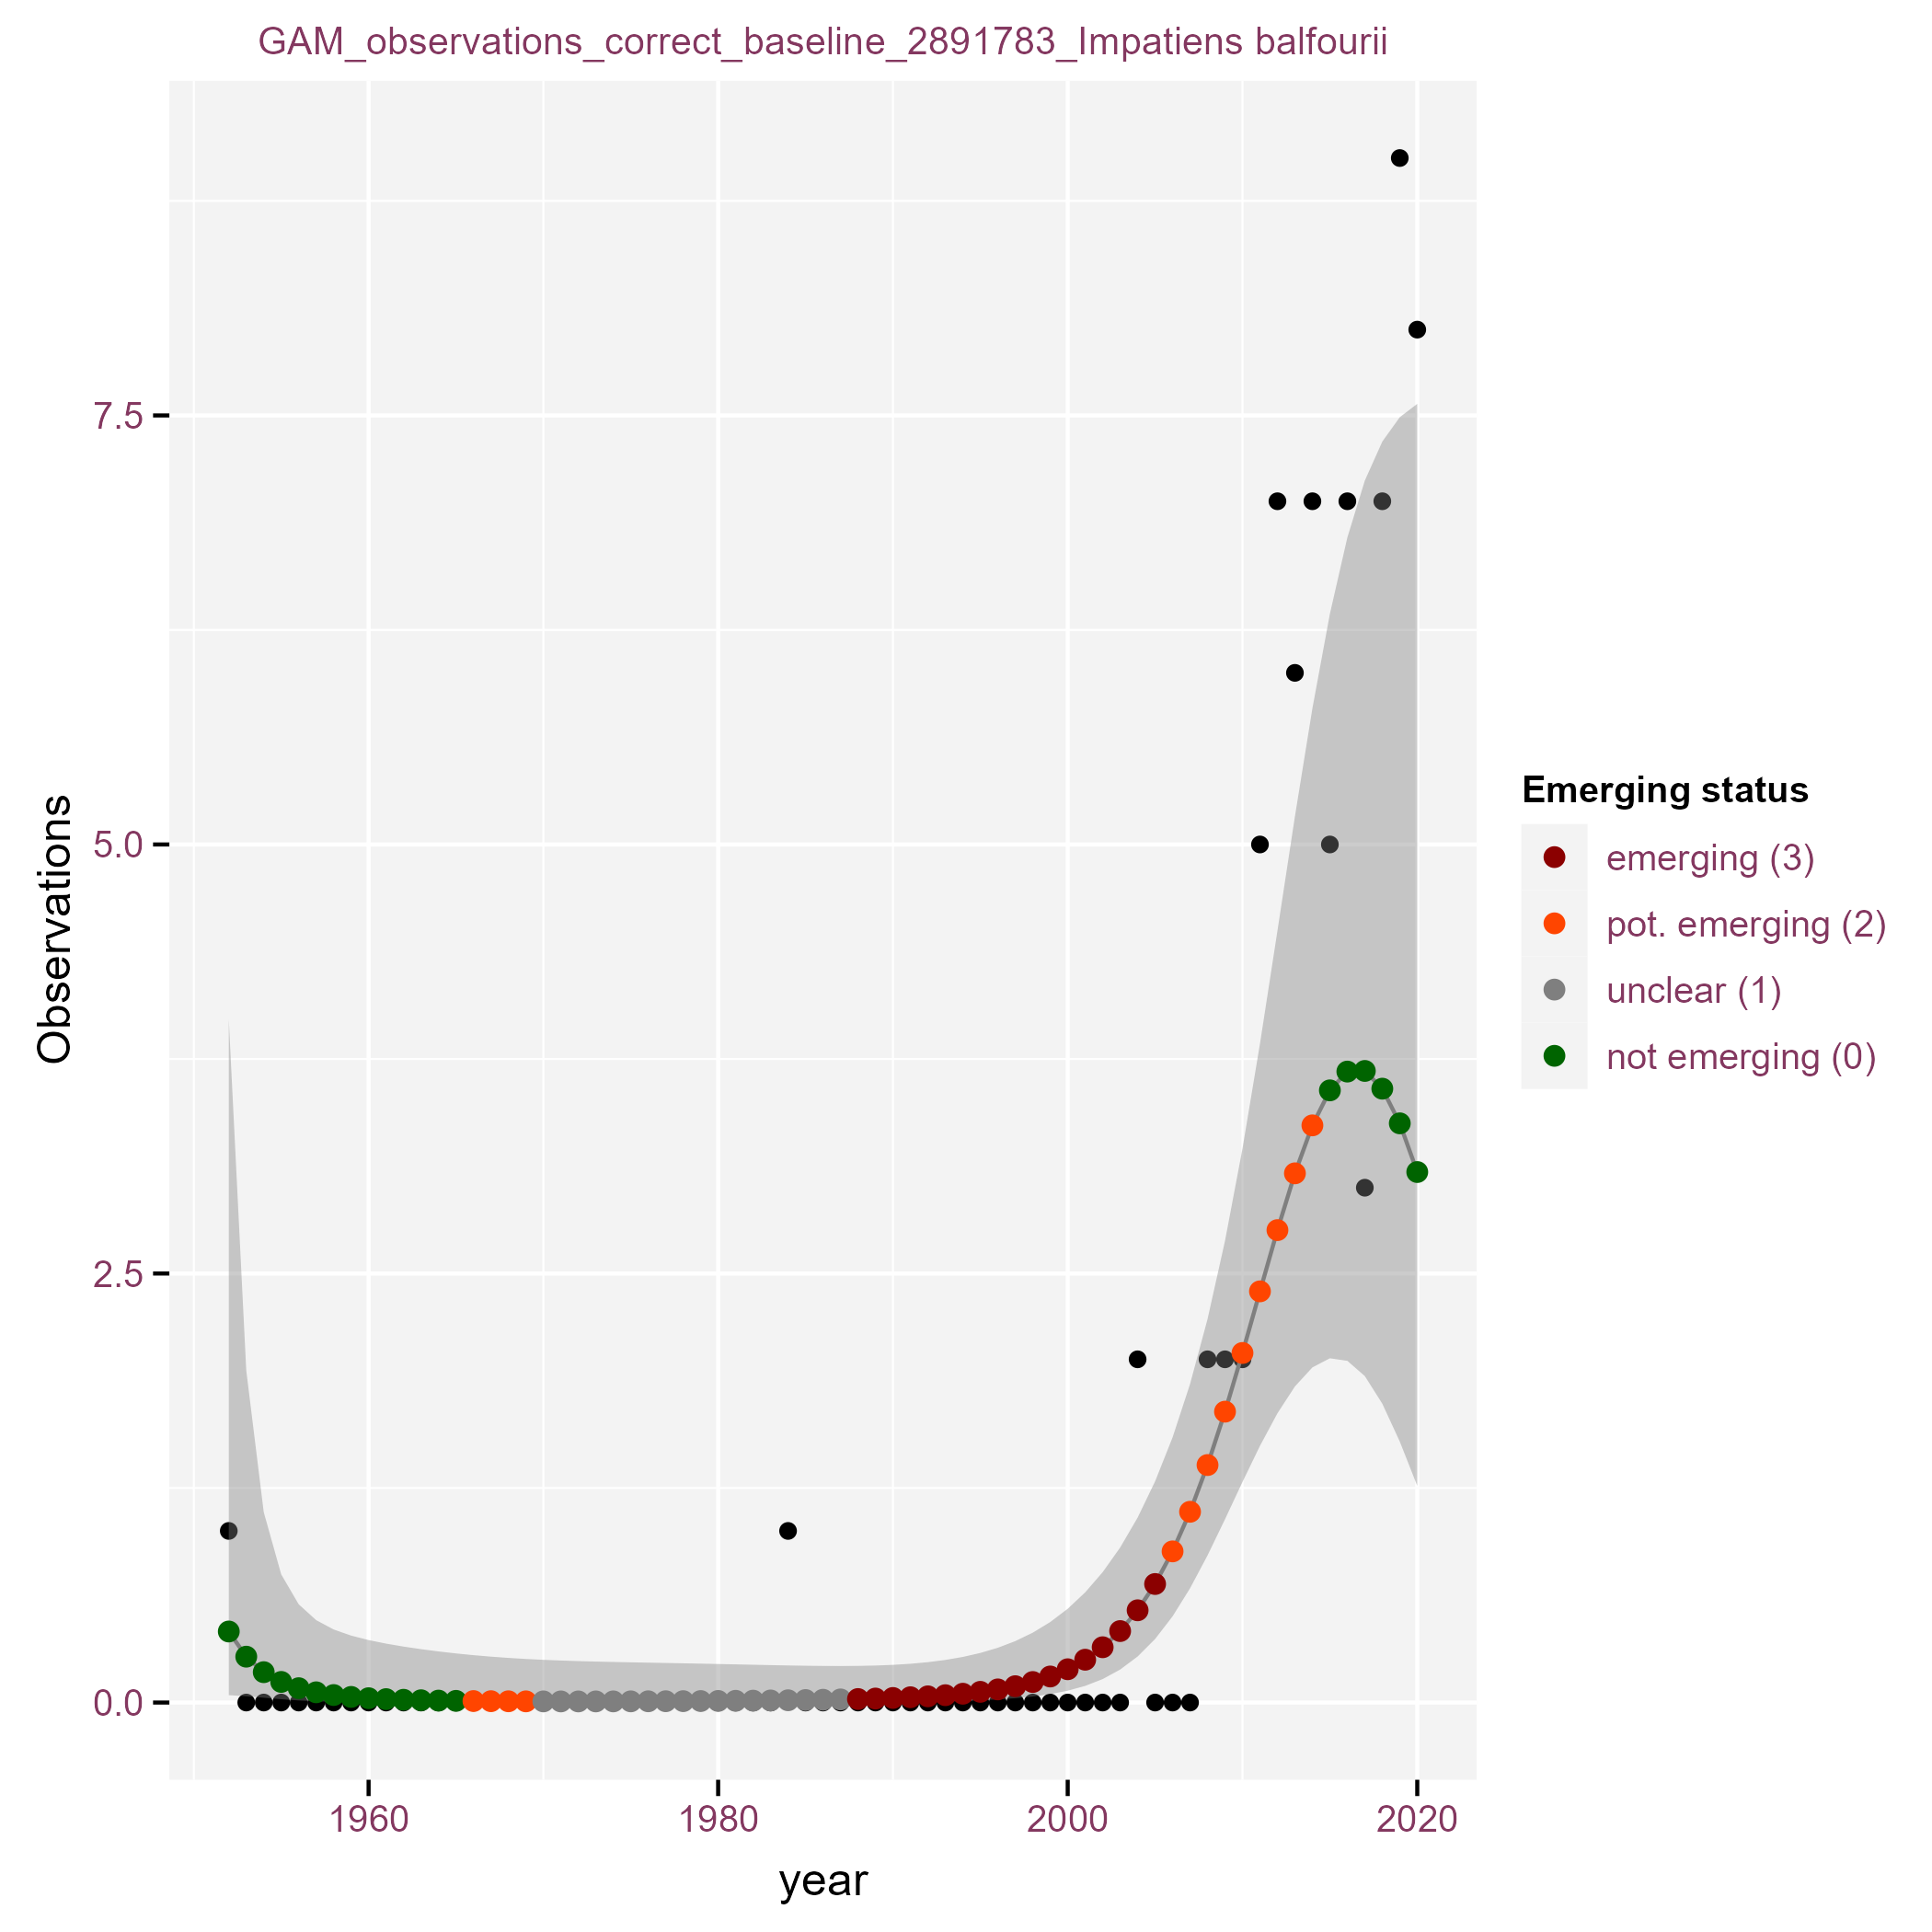 GAM_observations_correct_baseline_2891783_Impatiens balfourii
Observations
7.5
5.0
2.5
0.0
1960
1980
2000
2020
year
Emerging status
emerging (3)
pot. emerging (2)
unclear (1)
not emerging (0)